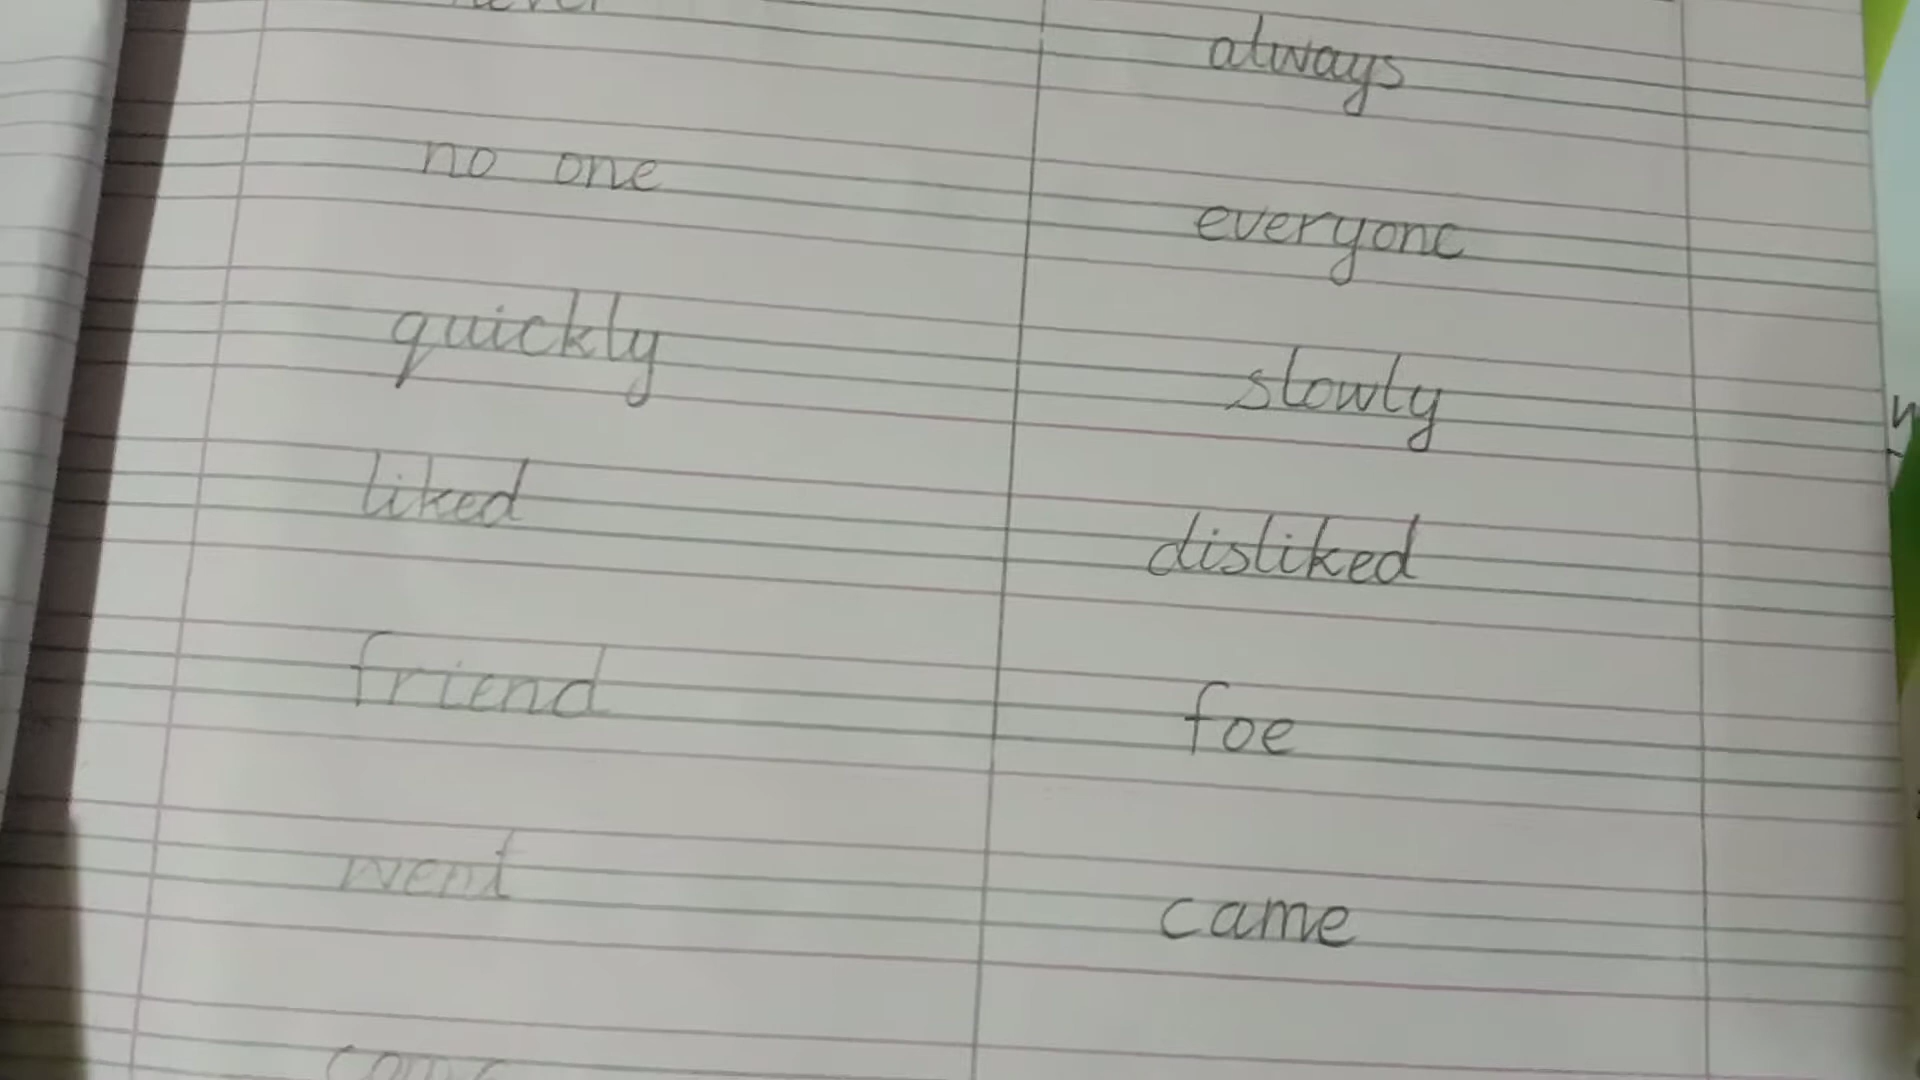 always
no one everyone
quickly slowly
liked disliked
friend foe
went came